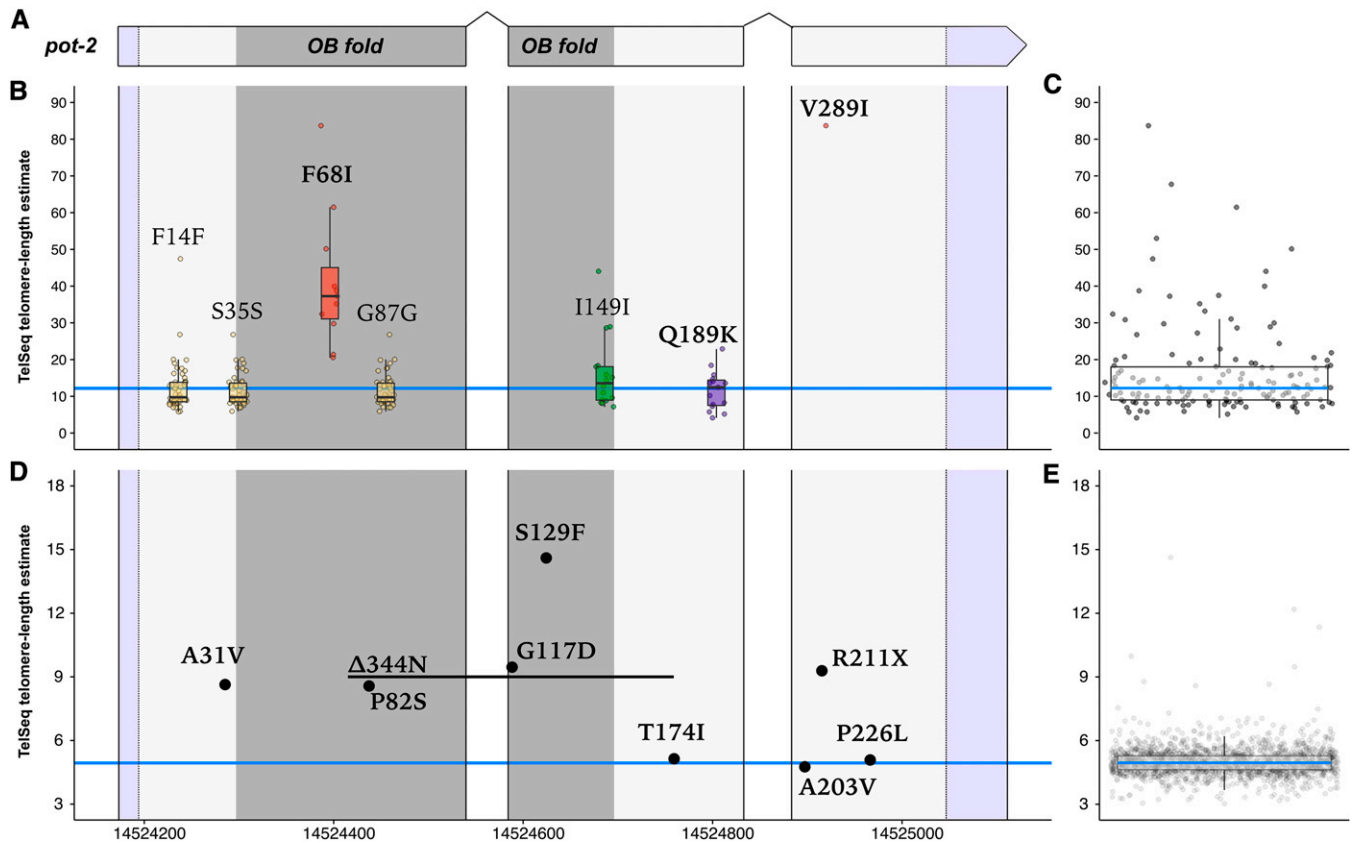 A
pot-2
OB fold
OB fold
B
TelSeq telomere-length estimate
90
80
70
60
50
40
30
20
10
0
F14F
S35S
F68I
G87G
I149I
Q189K
V289I
C
90
80
70
60
50
40
30
20
10
0
D
TelSeq telomere-length estimate
18
15
12
9
6
3
A31V
Δ344N
P82S
S129F
G117D
T174I
R211X
P226L
A203V
14524200
14524400
14524600
14524800
14525000
E
18
15
12
9
6
3